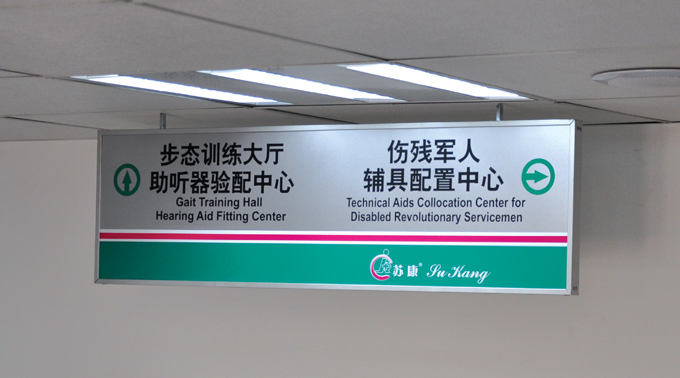 步态训练大厅
助听器验配中心
Gait Training Hall
Hearing Aid Fitting Center
伤残军人
辅具配置中心
Technical Aids Collocation Center for
Disabled Revolutionary Servicemen
苏康® Su Kang